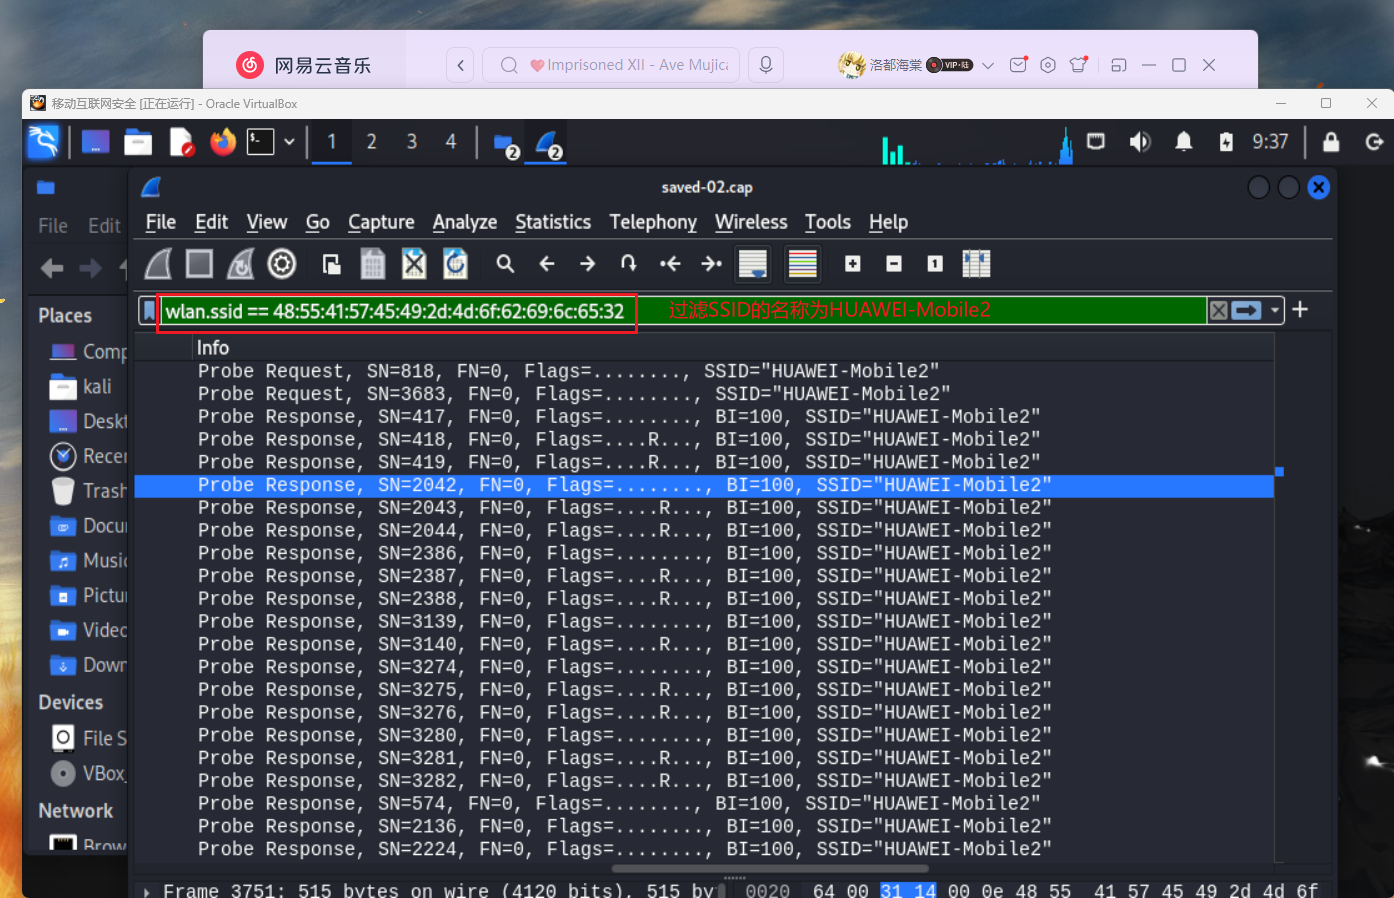 网易云音乐
Imprisoned XII - Ave Mujica
洛都海棠
VIP·陆
移动互联网安全 [正在运行] - Oracle VirtualBox
1 2 3 4
2
2
9:37
File Edit
saved-02.cap
File Edit View Go Capture Analyze Statistics Telephony Wireless Tools Help
wlan.ssid == 48:55:41:57:45:49:2d:4d:6f:62:69:6c:65:32
过滤SSID的名称为HUAWEI-Mobile2
Places
Comp
kali
Deskt
Recen
Trash
Docum
Music
Pictur
Video
Down
Devices
File S
VBox_
Network
Brow
Info
Probe Request, SN=818, FN=0, Flags=........, SSID="HUAWEI-Mobile2"
Probe Request, SN=3683, FN=0, Flags=........, SSID="HUAWEI-Mobile2"
Probe Response, SN=417, FN=0, Flags=........, BI=100, SSID="HUAWEI-Mobile2"
Probe Response, SN=418, FN=0, Flags=....R..., BI=100, SSID="HUAWEI-Mobile2"
Probe Response, SN=419, FN=0, Flags=....R..., BI=100, SSID="HUAWEI-Mobile2"
Probe Response, SN=2042, FN=0, Flags=........, BI=100, SSID="HUAWEI-Mobile2"
Probe Response, SN=2043, FN=0, Flags=....R..., BI=100, SSID="HUAWEI-Mobile2"
Probe Response, SN=2044, FN=0, Flags=....R..., BI=100, SSID="HUAWEI-Mobile2"
Probe Response, SN=2386, FN=0, Flags=........, BI=100, SSID="HUAWEI-Mobile2"
Probe Response, SN=2387, FN=0, Flags=....R..., BI=100, SSID="HUAWEI-Mobile2"
Probe Response, SN=2388, FN=0, Flags=....R..., BI=100, SSID="HUAWEI-Mobile2"
Probe Response, SN=3139, FN=0, Flags=........, BI=100, SSID="HUAWEI-Mobile2"
Probe Response, SN=3140, FN=0, Flags=....R..., BI=100, SSID="HUAWEI-Mobile2"
Probe Response, SN=3274, FN=0, Flags=........, BI=100, SSID="HUAWEI-Mobile2"
Probe Response, SN=3275, FN=0, Flags=....R..., BI=100, SSID="HUAWEI-Mobile2"
Probe Response, SN=3276, FN=0, Flags=....R..., BI=100, SSID="HUAWEI-Mobile2"
Probe Response, SN=3280, FN=0, Flags=........, BI=100, SSID="HUAWEI-Mobile2"
Probe Response, SN=3281, FN=0, Flags=....R..., BI=100, SSID="HUAWEI-Mobile2"
Probe Response, SN=3282, FN=0, Flags=....R..., BI=100, SSID="HUAWEI-Mobile2"
Probe Response, SN=574, FN=0, Flags=........, BI=100, SSID="HUAWEI-Mobile2"
Probe Response, SN=2136, FN=0, Flags=........, BI=100, SSID="HUAWEI-Mobile2"
Probe Response, SN=2224, FN=0, Flags=........, BI=100, SSID="HUAWEI-Mobile2"
Frame 3751: 515 bytes on wire (4120 bits), 515 by
0020 64 00 31 14 00 0e 48 55 41 57 45 49 2d 4d 6f